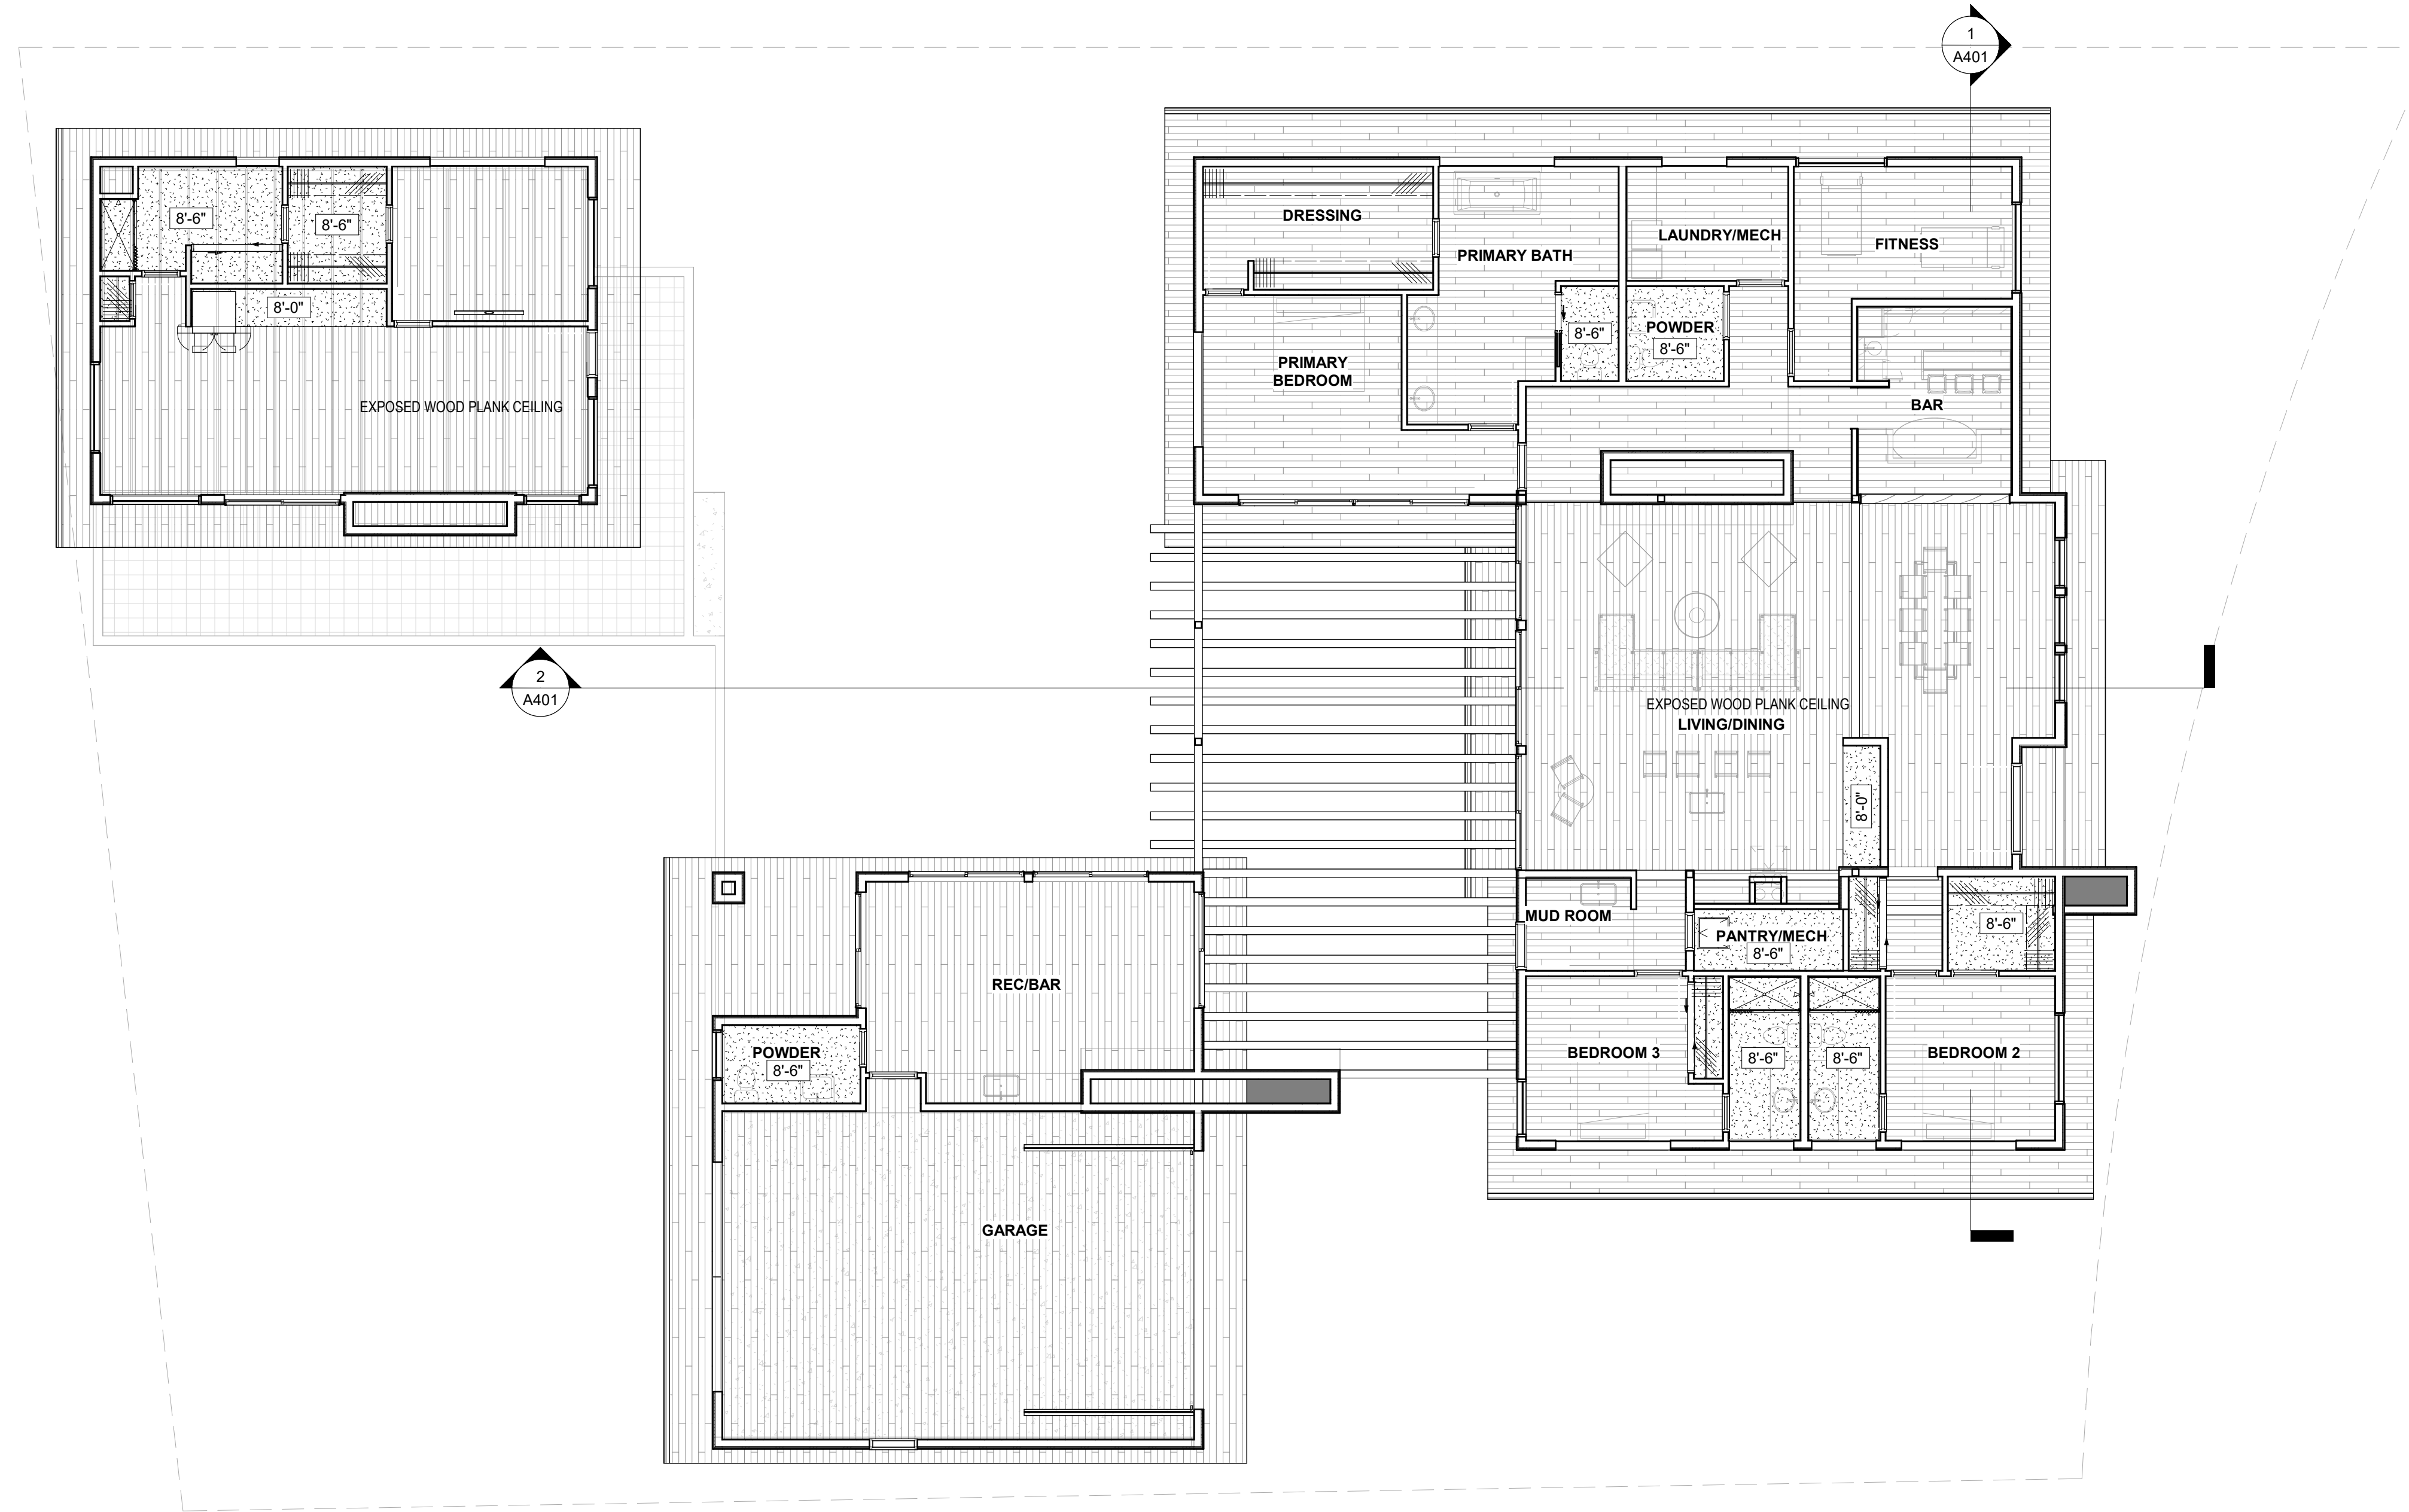 1
A401
8'-6"
8'-6"
8'-0"
EXPOSED WOOD PLANK CEILING
DRESSING
PRIMARY BATH
LAUNDRY/MECH
FITNESS
PRIMARY
BEDROOM
8'-6"
POWDER
8'-6"
BAR
2
A401
EXPOSED WOOD PLANK CEILING
LIVING/DINING
8'-0"
MUD ROOM
PANTRY/MECH
8'-6"
8'-6"
REC/BAR
POWDER
8'-6"
BEDROOM 3
8'-6"
8'-6"
BEDROOM 2
GARAGE